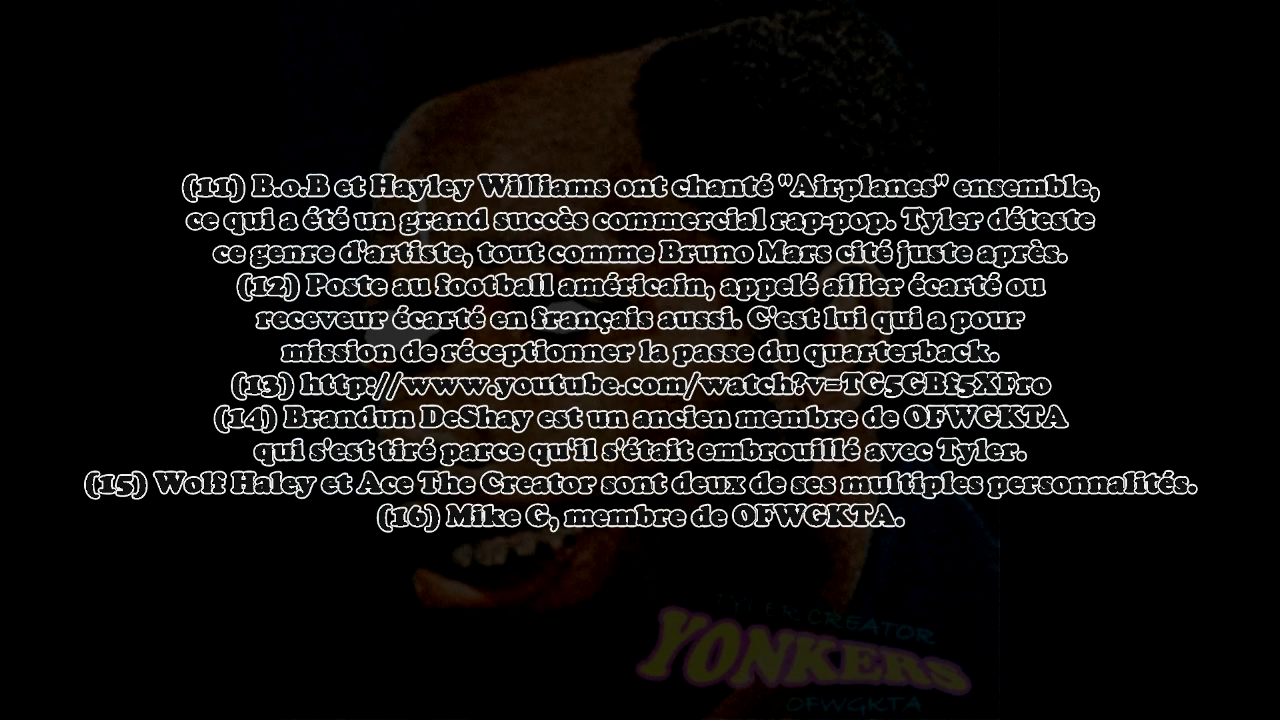 (11) B.o.B et Hayley Williams ont chanté "Airplanes" ensemble,
ce qui a été un grand succès commercial rap-pop. Tyler déteste
ce genre d'artiste, tout comme Bruno Mars cité juste après.
(12) Poste au football américain, appelé ailier écarté ou
receveur écarté en français aussi. C'est lui qui a pour
mission de réceptionner la passe du quarterback.
(13) http://www.youtube.com/watch?v=TG5GBf5XFr0
(14) Brandun DeShay est un ancien membre de OFWGKTA
qui s'est tiré parce qu'il s'était embrouillé avec Tyler.
(15) Wolf Haley et Ace The Creator sont deux de ses multiples personnalités.
(16) Mike G, membre de OFWGKTA.
TYLER CREATOR
YONKERS
OFWGKTA